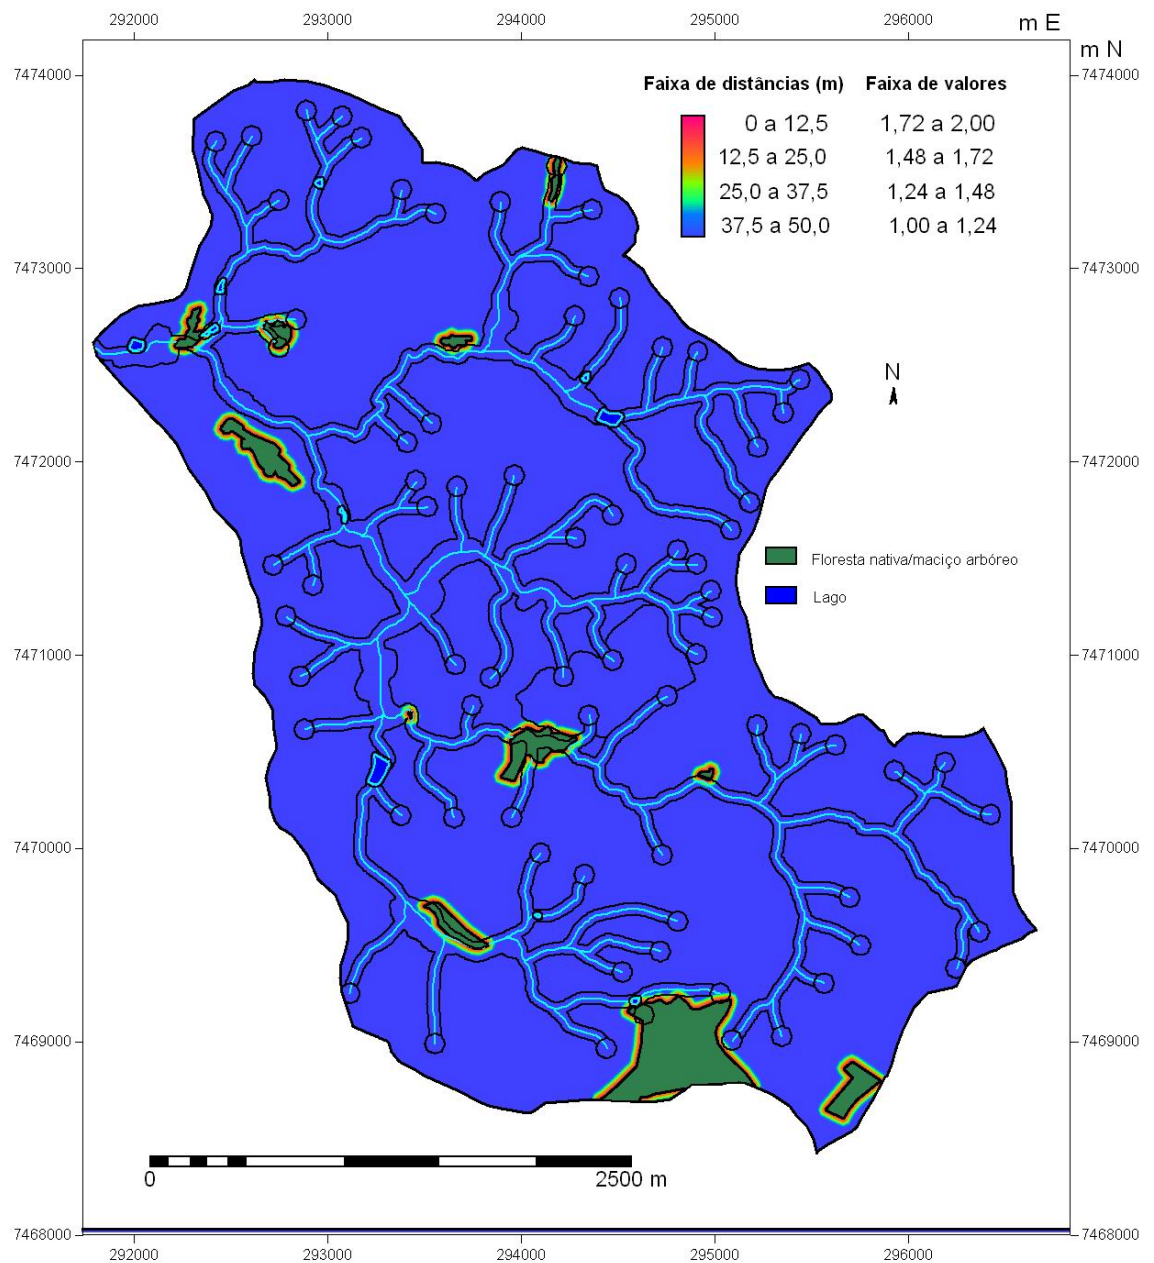 292000 293000 294000 295000 296000 m E
m N
7474000 7474000
Faixa de distâncias (m) Faixa de valores
0 a 12,5 1,72 a 2,00
12,5 a 25,0 1,48 a 1,72
25,0 a 37,5 1,24 a 1,48
37,5 a 50,0 1,00 a 1,24
7473000 7473000
N
7472000 7472000
Floresta nativa/maciço arbóreo
Lago
7471000 7471000
7470000 7470000
7469000 7469000
0 2500 m
7468000 7468000
292000 293000 294000 295000 296000